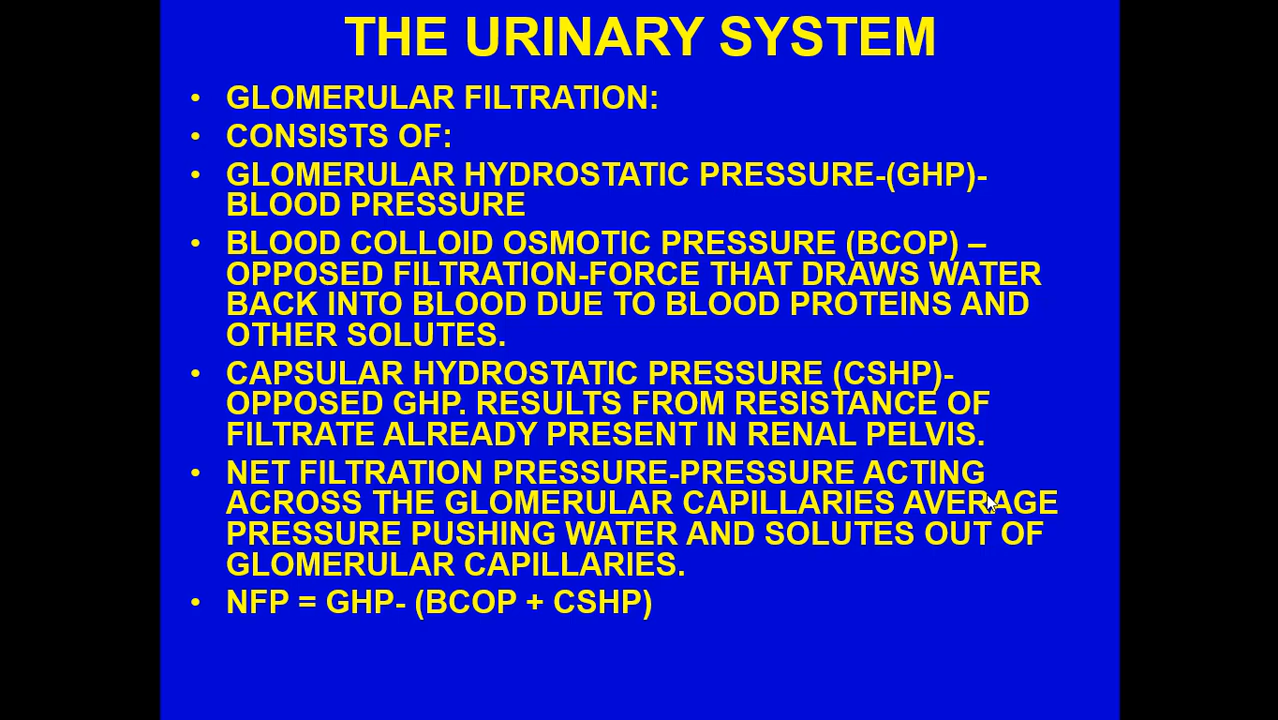 THE URINARY SYSTEM
• GLOMERULAR FILTRATION:
• CONSISTS OF:
• GLOMERULAR HYDROSTATIC PRESSURE-(GHP)-
BLOOD PRESSURE
• BLOOD COLLOID OSMOTIC PRESSURE (BCOP) –
OPPOSED FILTRATION-FORCE THAT DRAWS WATER
BACK INTO BLOOD DUE TO BLOOD PROTEINS AND
OTHER SOLUTES.
• CAPSULAR HYDROSTATIC PRESSURE (CSHP)-
OPPOSED GHP. RESULTS FROM RESISTANCE OF
FILTRATE ALREADY PRESENT IN RENAL PELVIS.
• NET FILTRATION PRESSURE-PRESSURE ACTING
ACROSS THE GLOMERULAR CAPILLARIES AVERAGE
PRESSURE PUSHING WATER AND SOLUTES OUT OF
GLOMERULAR CAPILLARIES.
• NFP = GHP- (BCOP + CSHP)